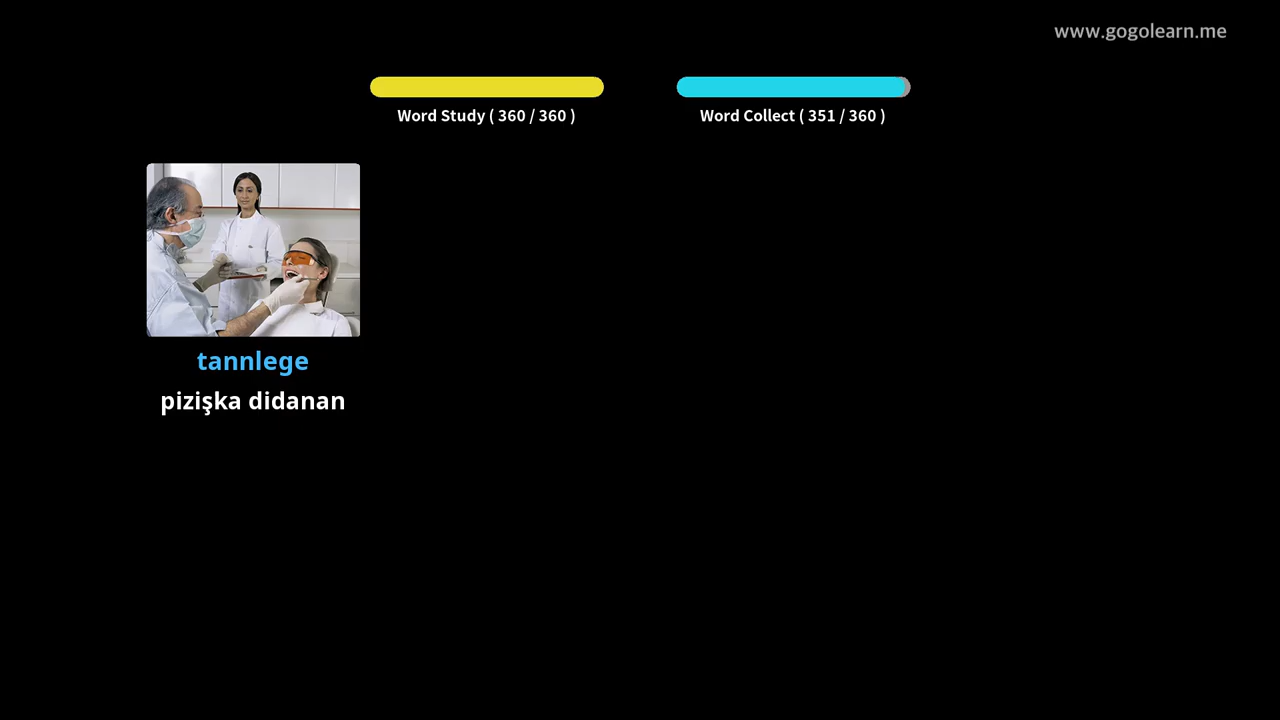 www.gogolearn.me
Word Study ( 360 / 360 )
Word Collect ( 351 / 360 )
tannlege
pizişka didanan